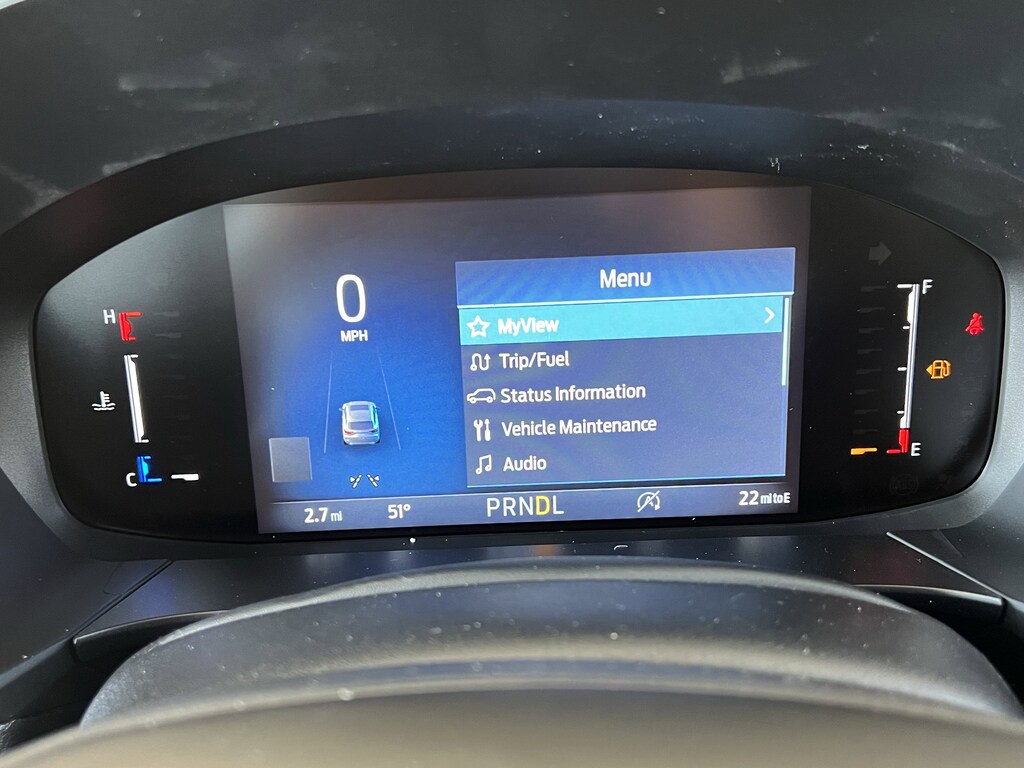 0
MPH
Menu
MyView
Trip/Fuel
Status Information
Vehicle Maintenance
Audio
H
C
F
E
2.7 mi
51°
PRNDL
22 mi to E